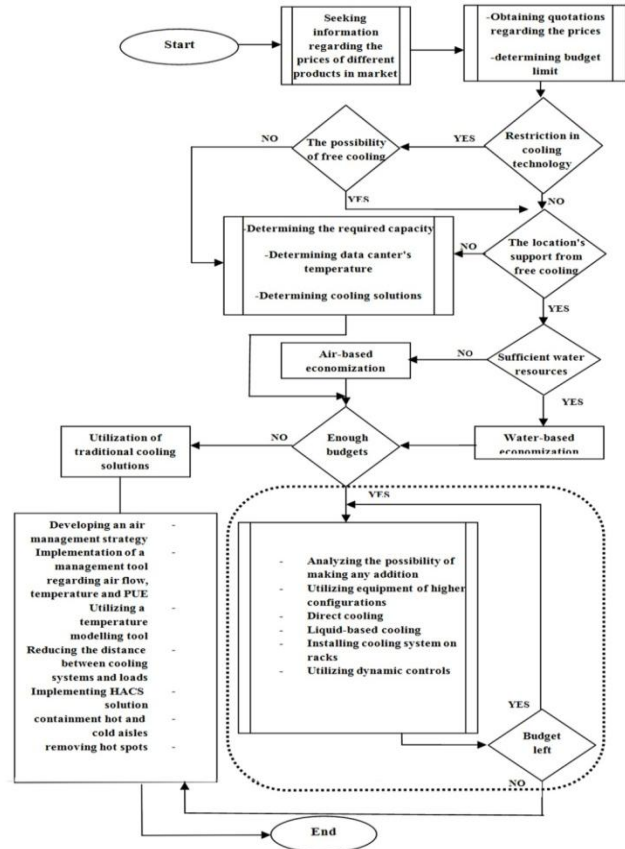 Start
Seeking
information
regarding the
prices of different
products in market
-Obtaining quotations
regarding the prices
-determining budget
limit
Restriction in
cooling
technology
YES
NO
The possibility
of free cooling
NO
YES
The location's
support from
free cooling
NO
YES
-Determining the required capacity
-Determining data canter's
temperature
-Determining cooling solutions
Sufficient water
resources
NO
YES
Air-based
economization
Water-based
economization
Enough
budgets
NO
YES
Utilization of
traditional cooling
solutions
Developing an air -
management strategy
Implementation of a -
management tool
regarding air flow,
temperature and PUE
Utilizing a -
temperature
modelling tool
Reducing the distance -
between cooling
systems and loads
Implementing HACS -
solution
containment hot and -
cold aisles
removing hot spots -
- Analyzing the possibility of
making any addition
- Utilizing equipment of higher
configurations
- Direct cooling
- Liquid-based cooling
- Installing cooling system on
racks
- Utilizing dynamic controls
YES
Budget
left
NO
End